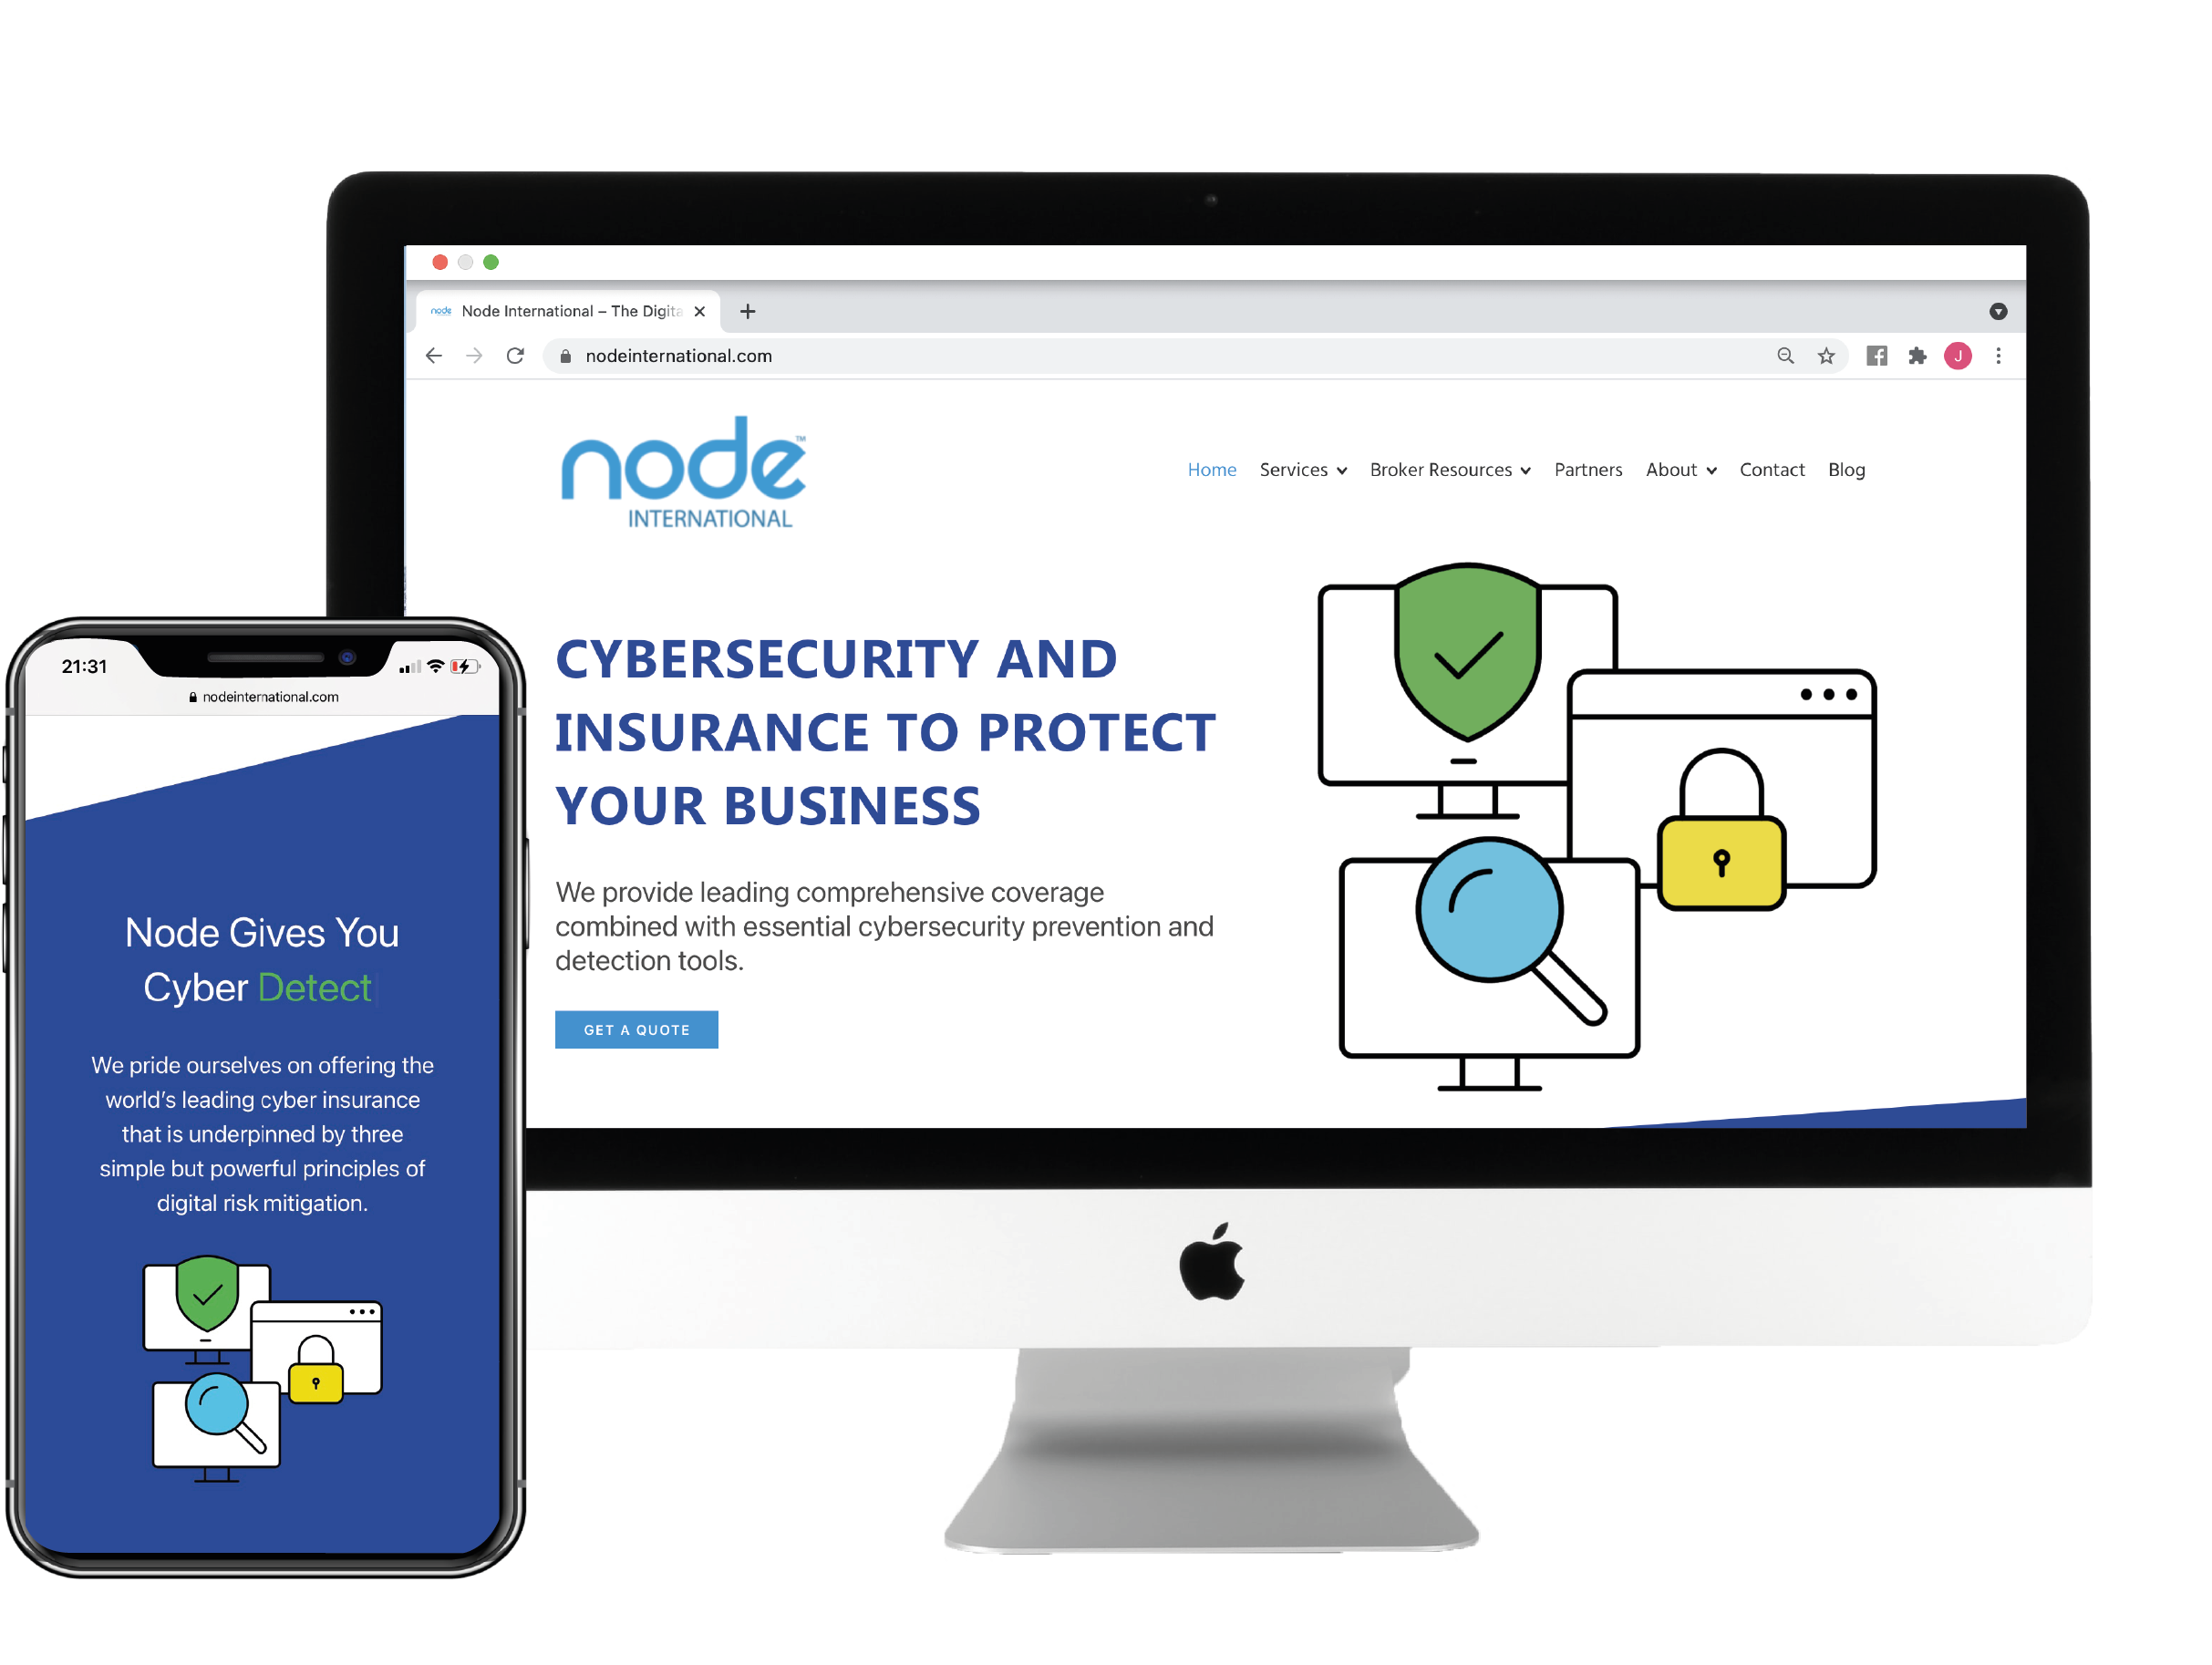 node Node International – The Digita
nodeinternational.com
J
node™
INTERNATIONAL
Home Services Broker Resources Partners About Contact Blog
CYBERSECURITY AND
INSURANCE TO PROTECT
YOUR BUSINESS
We provide leading comprehensive coverage
combined with essential cybersecurity prevention and
detection tools.
GET A QUOTE
21:31
nodeinternational.com
Node Gives You
Cyber Detect
We pride ourselves on offering the
world's leading cyber insurance
that is underpinned by three
simple but powerful principles of
digital risk mitigation.